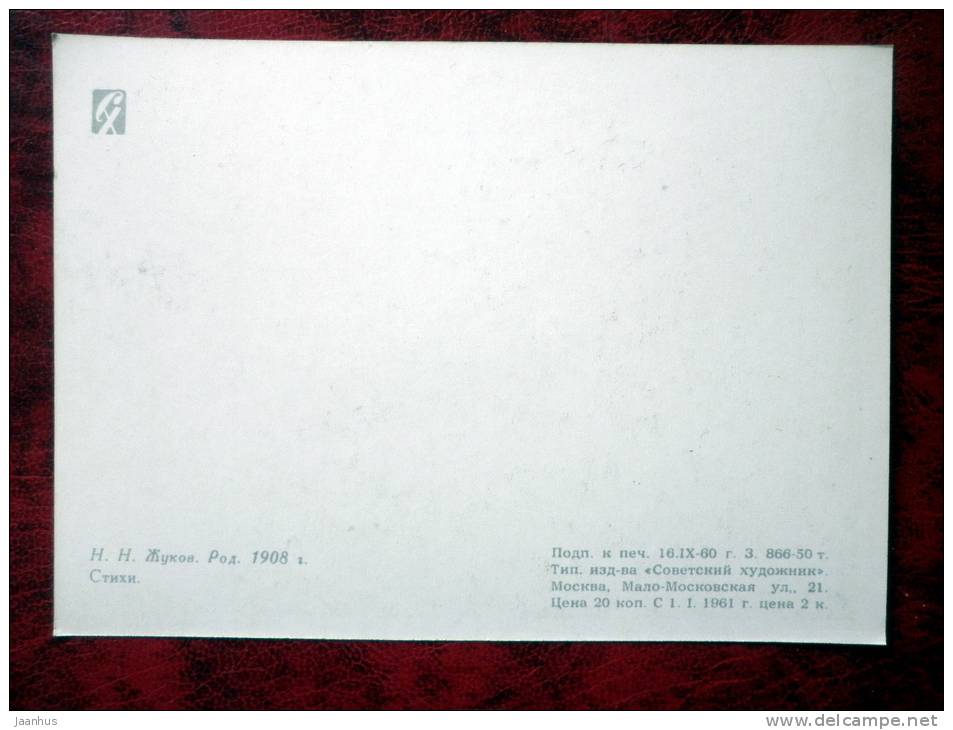 СХ
Н. Н. Жуков. Род. 1908 г.
Стихи.
Подп. к печ. 16.IX-60 г. З. 866-50 т.
Тип. изд-ва «Советский художник».
Москва, Мало-Московская ул., 21.
Цена 20 коп. С 1. I. 1961 г. цена 2 к.
jaanhus
www.delcampe.net